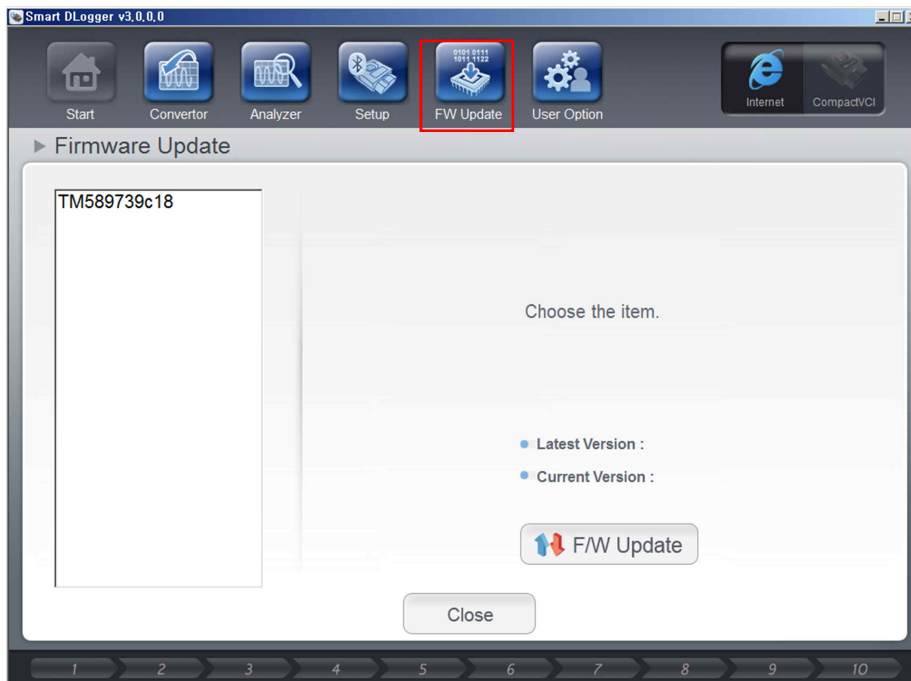 Smart DLogger v3,0,0,0
0101 0111
1011 1122
Start Convertor Analyzer Setup FW Update User Option Internet CompactVCI
Firmware Update
TM589739c18
Choose the item.
Latest Version :
Current Version :
F/W Update
Close
1 2 3 4 5 6 7 8 9 10